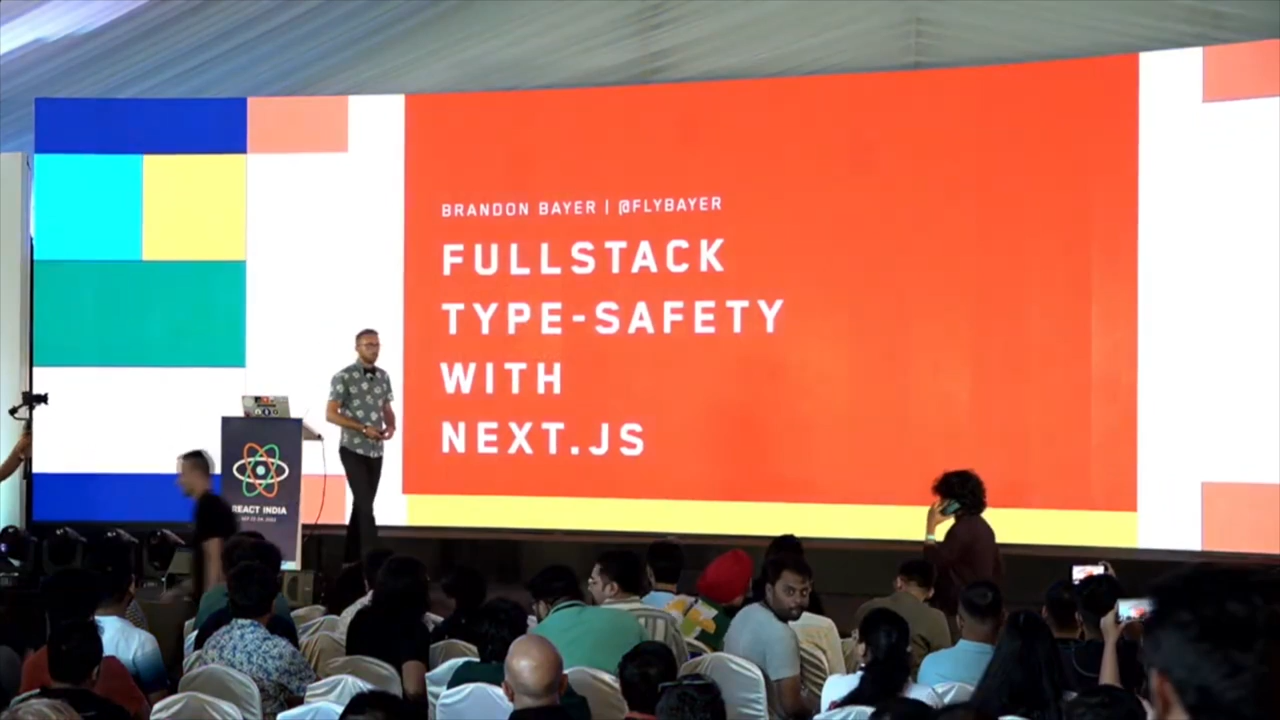 BRANDON BAYER | @FLYBAYER
FULLSTACK
TYPE-SAFETY
WITH
NEXT.JS
REACT INDIA